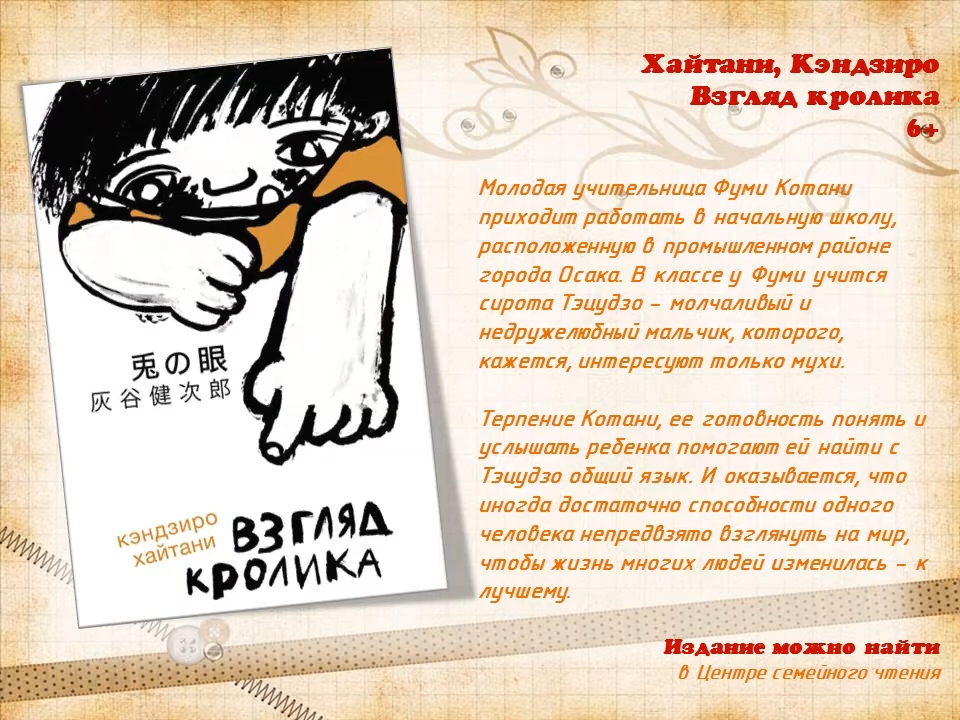 Хайтани, Кэндзиро
Взгляд кролика
6+
Молодая учительница Фуми Котани
приходит работать в начальную школу,
расположенную в промышленном районе
города Осака. В классе у Фуми учится
сирота Тэцудзо – молчаливый и
недружелюбный мальчик, которого,
кажется, интересуют только мухи.
Терпение Котани, ее готовность понять и
услышать ребенка помогают ей найти с
Тэцудзо общий язык. И оказывается, что
иногда достаточно способности одного
человека непредвзято взглянуть на мир,
чтобы жизнь многих людей изменилась – к
лучшему.
Издание можно найти
в Центре семейного чтения
兎の眼
灰谷健次郎
кэндзиро
хайтани
ВЗГЛЯД
КРОЛИКА